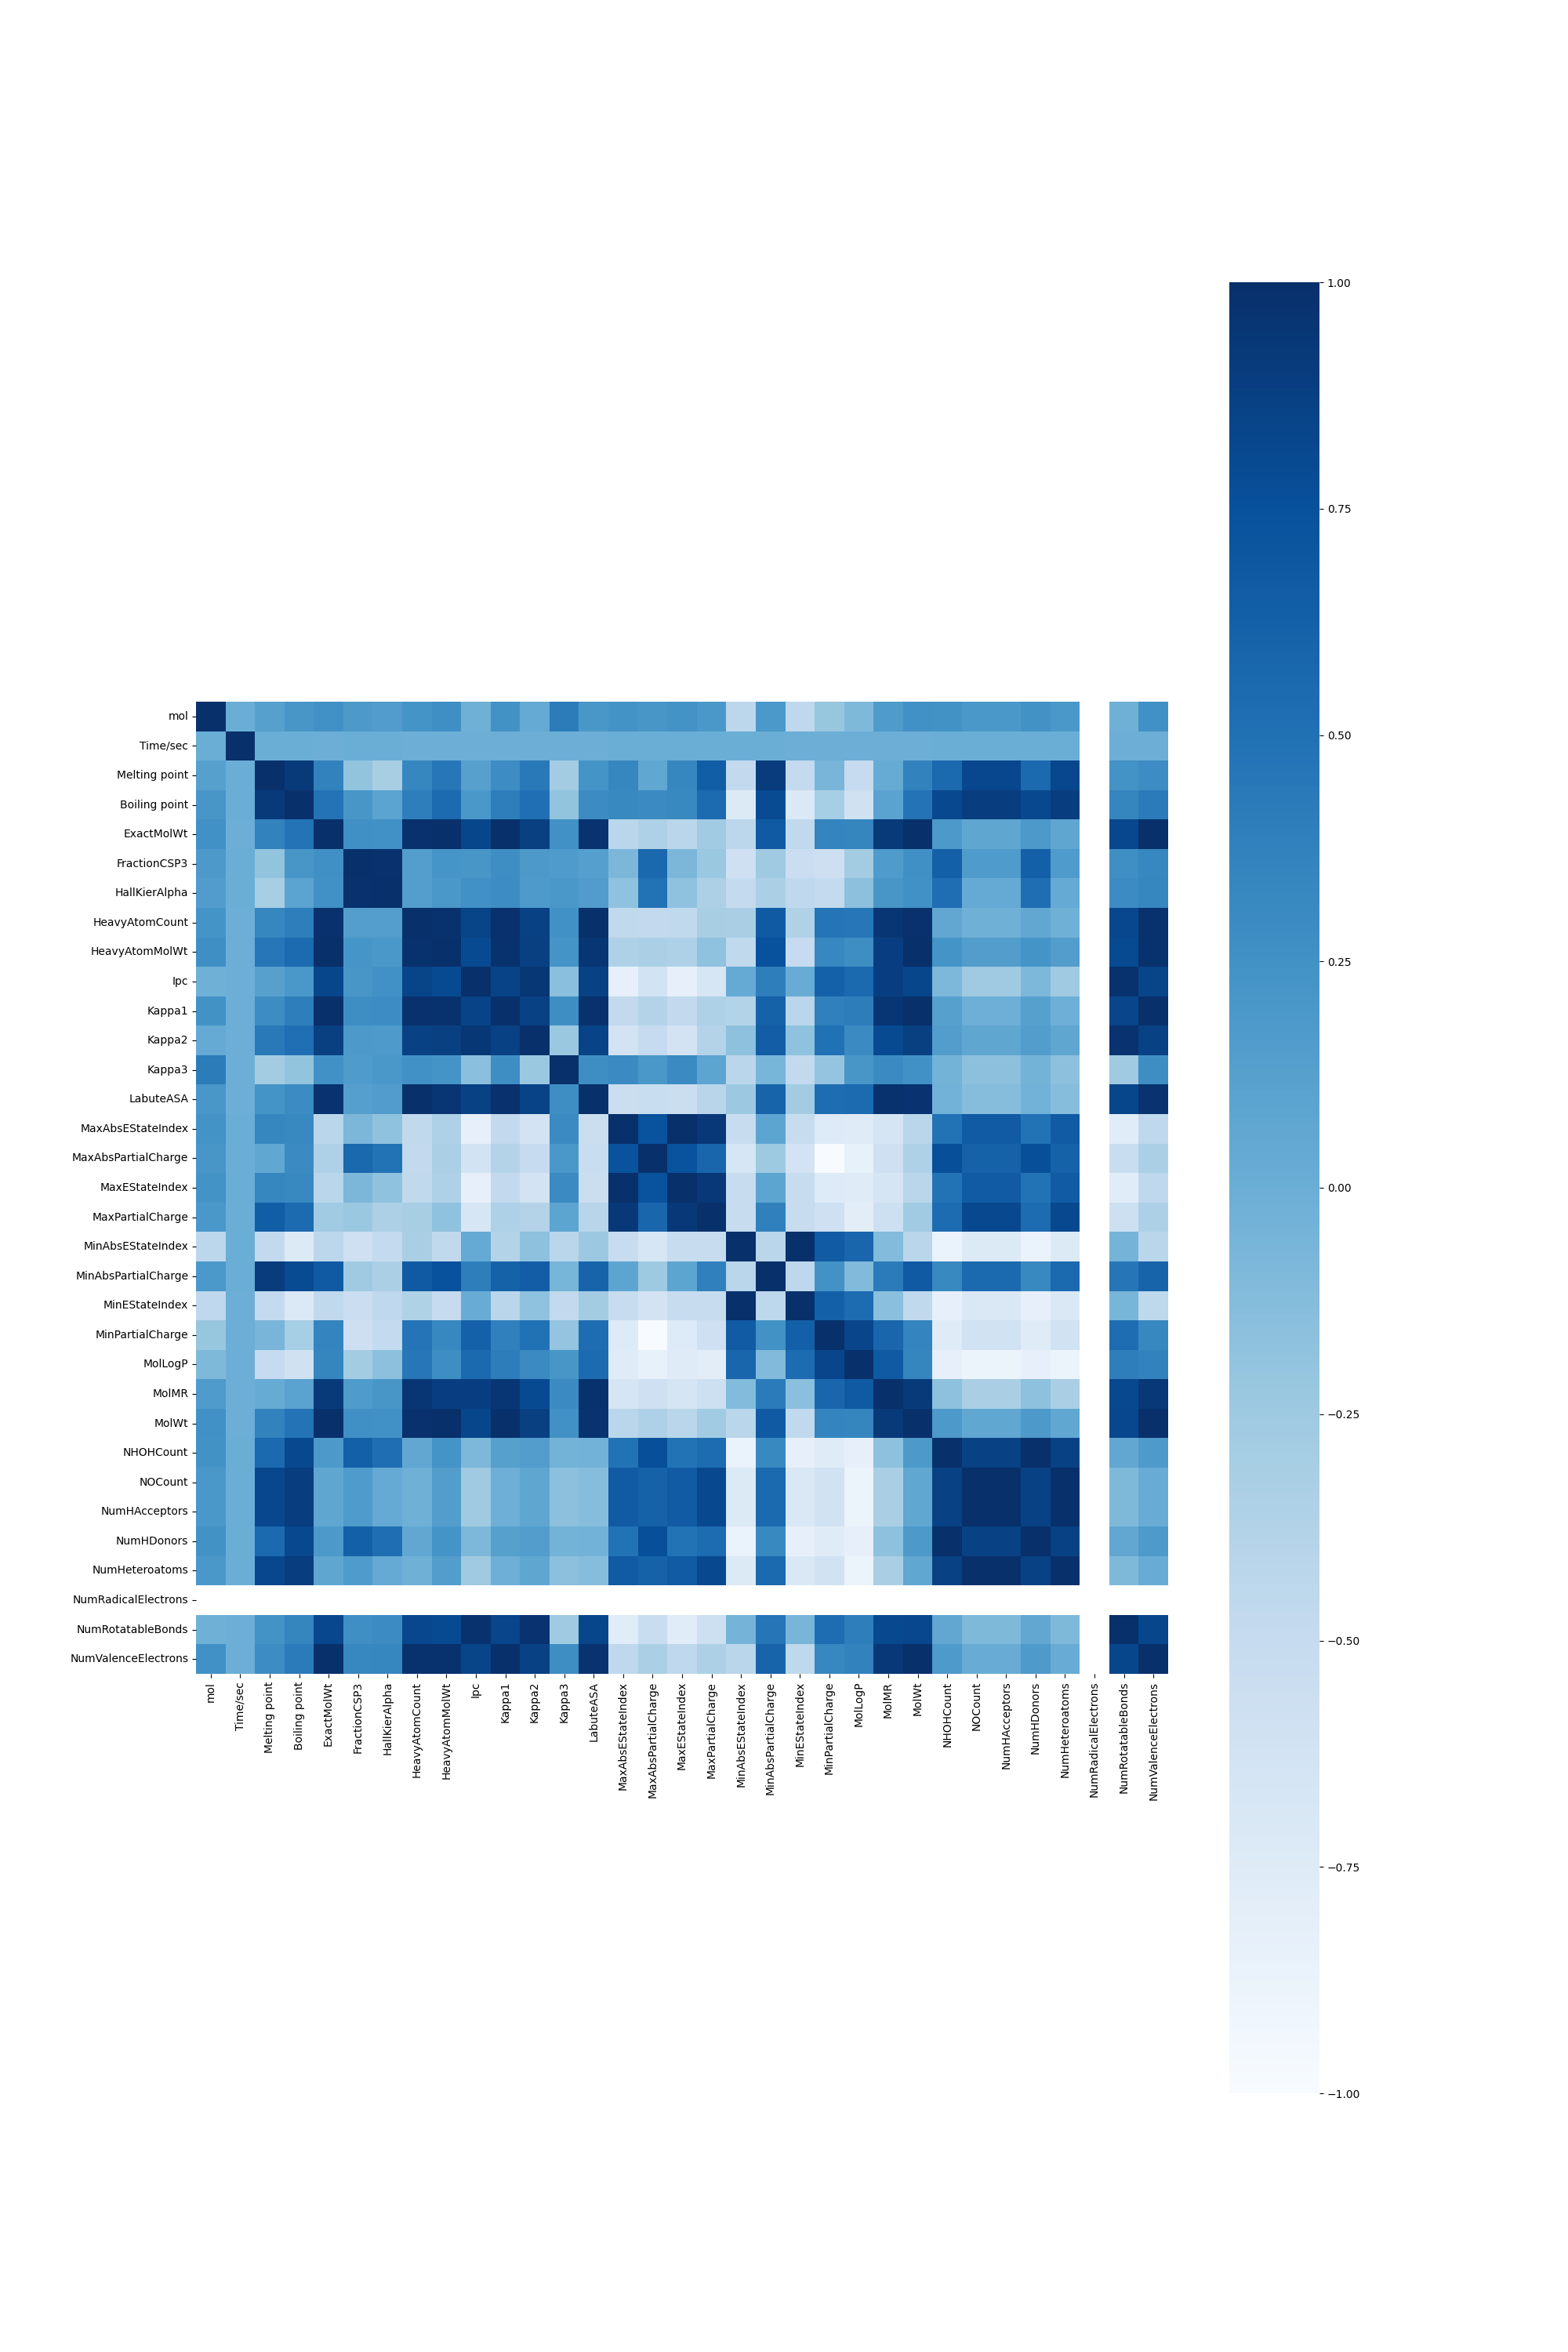 mol
Time/sec
Melting point
Boiling point
ExactMolWt
FractionCSP3
HallKierAlpha
HeavyAtomCount
HeavyAtomMolWt
Ipc
Kappa1
Kappa2
Kappa3
LabuteASA
MaxAbsEStateIndex
MaxAbsPartialCharge
MaxEStateIndex
MaxPartialCharge
MinAbsEStateIndex
MinAbsPartialCharge
MinEStateIndex
MinPartialCharge
MolLogP
MolMR
MolWt
NHOHCount
NOCount
NumHAcceptors
NumHDonors
NumHeteroatoms
NumRadicalElectrons
NumRotatableBonds
NumValenceElectrons
mol
Time/sec
Melting point
Boiling point
ExactMolWt
FractionCSP3
HallKierAlpha
HeavyAtomCount
HeavyAtomMolWt
Ipc
Kappa1
Kappa2
Kappa3
LabuteASA
MaxAbsEStateIndex
MaxAbsPartialCharge
MaxEStateIndex
MaxPartialCharge
MinAbsEStateIndex
MinAbsPartialCharge
MinEStateIndex
MinPartialCharge
MolLogP
MolMR
MolWt
NHOHCount
NOCount
NumHAcceptors
NumHDonors
NumHeteroatoms
NumRadicalElectrons
NumRotatableBonds
NumValenceElectrons
1.00
0.75
0.50
0.25
0.00
−0.25
−0.50
−0.75
−1.00